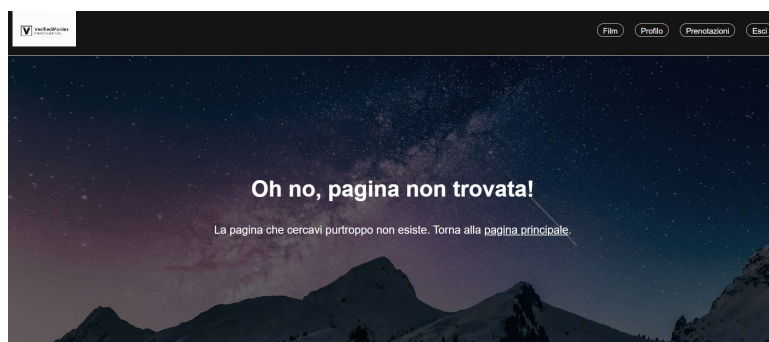 V VerifiedMovies
Film Profilo Prenotazioni Esci
Oh no, pagina non trovata!
La pagina che cercavi purtroppo non esiste. Torna alla pagina principale.